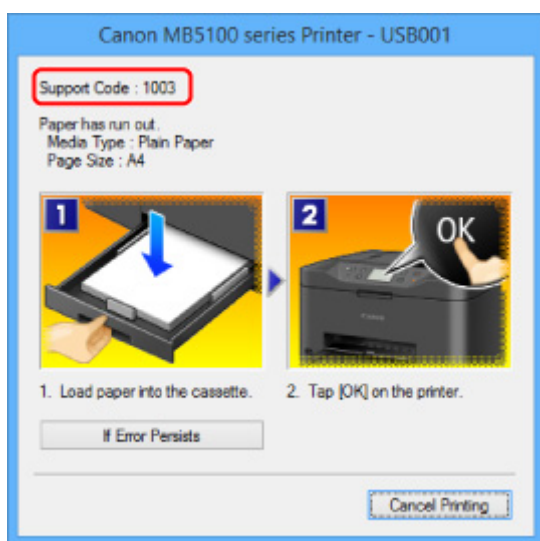 Canon MB5100 series Printer - USB001
Support Code : 1003
Paper has run out.
Media Type : Plain Paper
Page Size : A4
1
2
OK
Canon
1. Load paper into the cassette.
2. Tap [OK] on the printer.
If Error Persists
Cancel Printing